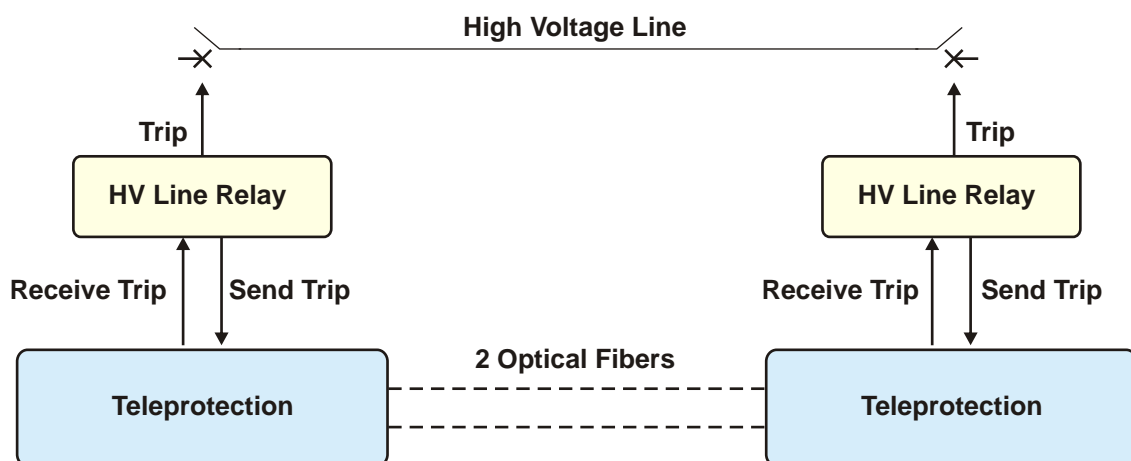 High Voltage Line
Trip
Trip
HV Line Relay
HV Line Relay
Receive Trip
Send Trip
Receive Trip
Send Trip
2 Optical Fibers
Teleprotection
Teleprotection